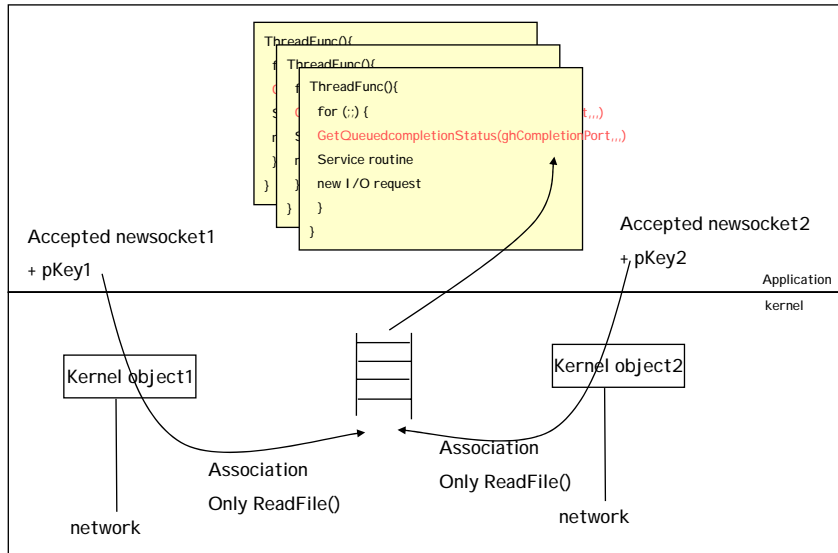 ThreadFunc(){
f
G
S
n
}
}
ThreadFunc(){
f
G t,,,)
S
n
}
}
ThreadFunc(){
for (;;) {
GetQueuedcompletionStatus(ghCompletionPort,,,)
Service routine
new I/O request
}
}
Accepted newsocket1
+ pKey1
Accepted newsocket2
+ pKey2
Application
kernel
Kernel object1
Kernel object2
Association
Only ReadFile()
Association
Only ReadFile()
network
network